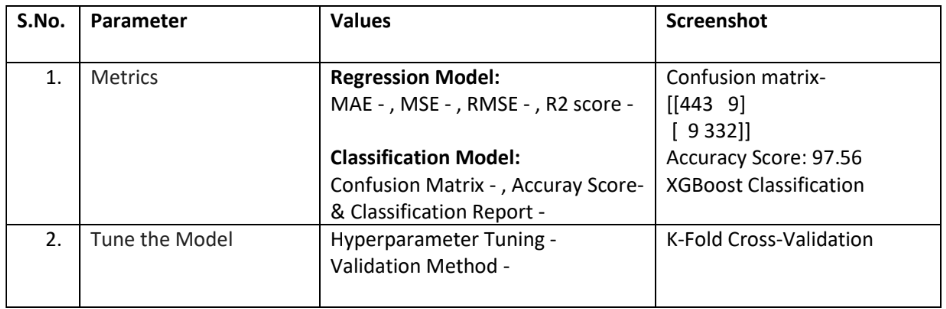 S.No. Parameter Values Screenshot
1. Metrics Regression Model: Confusion matrix-
MAE - , MSE - , RMSE - , R2 score - [[443 9]
[ 9 332]]
Classification Model: Accuracy Score: 97.56
Confusion Matrix - , Accuray Score- XGBoost Classification
& Classification Report -
2. Tune the Model Hyperparameter Tuning - K-Fold Cross-Validation
Validation Method -